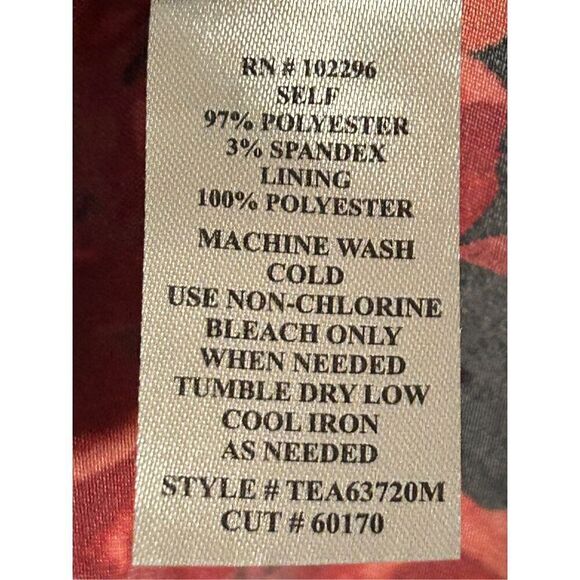 RN # 102296
SELF
97% POLYESTER
3% SPANDEX
LINING
100% POLYESTER
MACHINE WASH
COLD
USE NON-CHLORINE
BLEACH ONLY
WHEN NEEDED
TUMBLE DRY LOW
COOL IRON
AS NEEDED
STYLE # TEA63720M
CUT # 60170